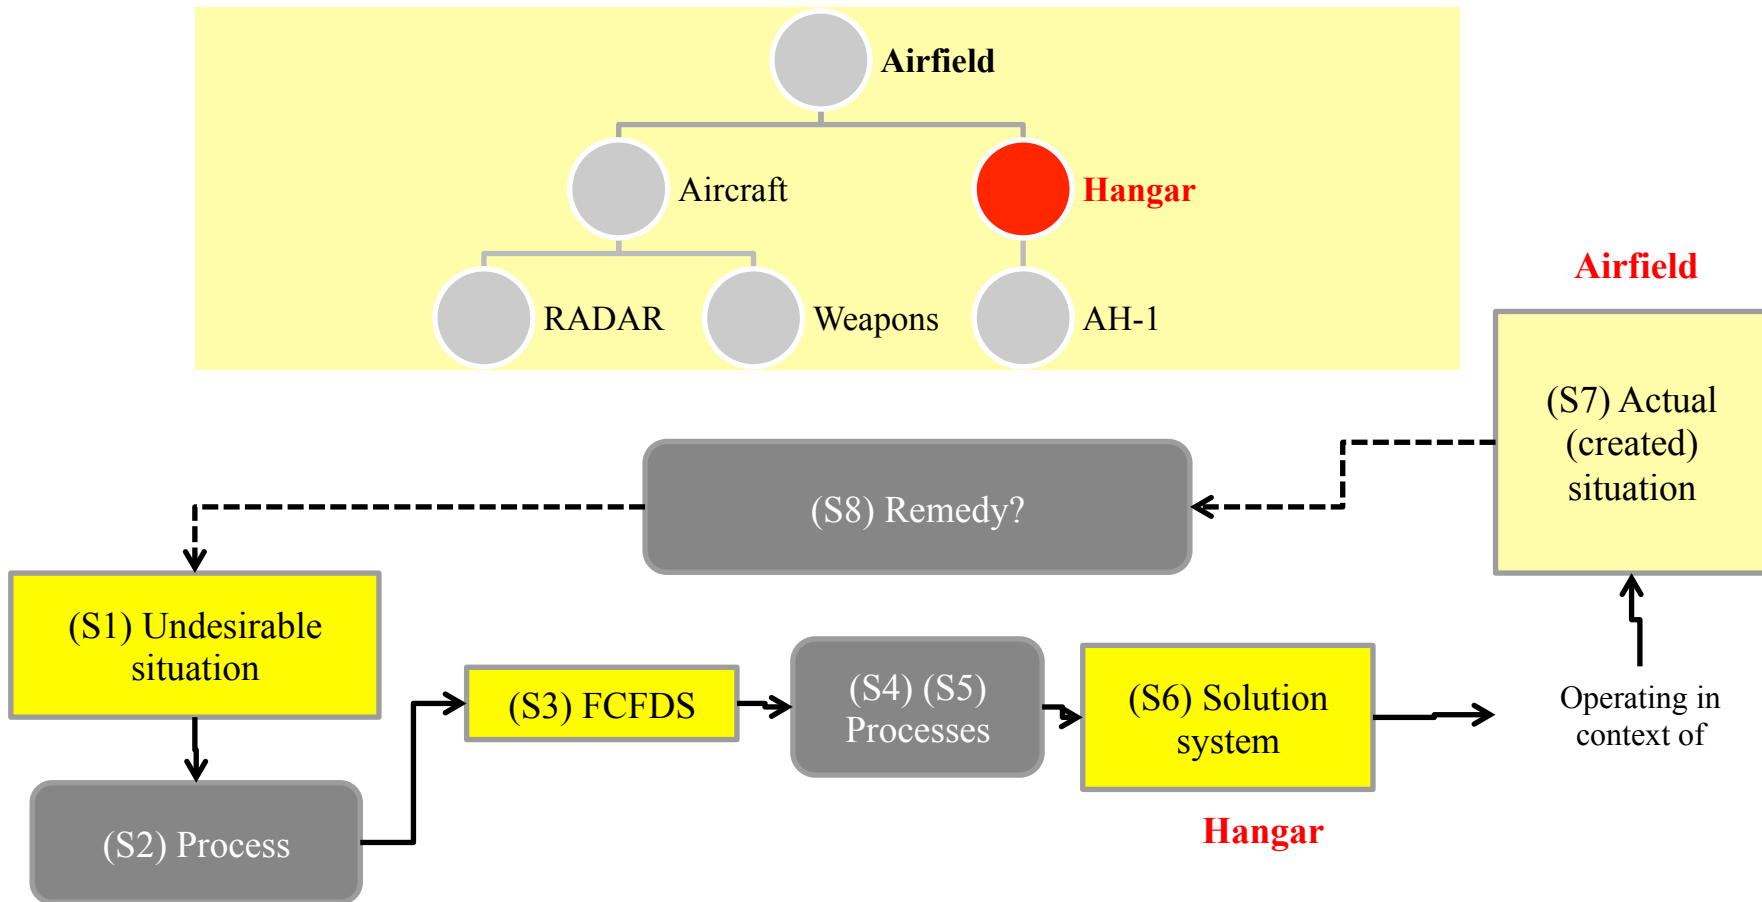 Airfield
Aircraft
Hangar
RADAR
Weapons
AH-1
Airfield
(S7) Actual
(created)
situation
(S8) Remedy?
(S1) Undesirable
situation
(S3) FCFDS
(S4) (S5)
Processes
(S6) Solution
system
Operating in
context of
(S2) Process
Hangar